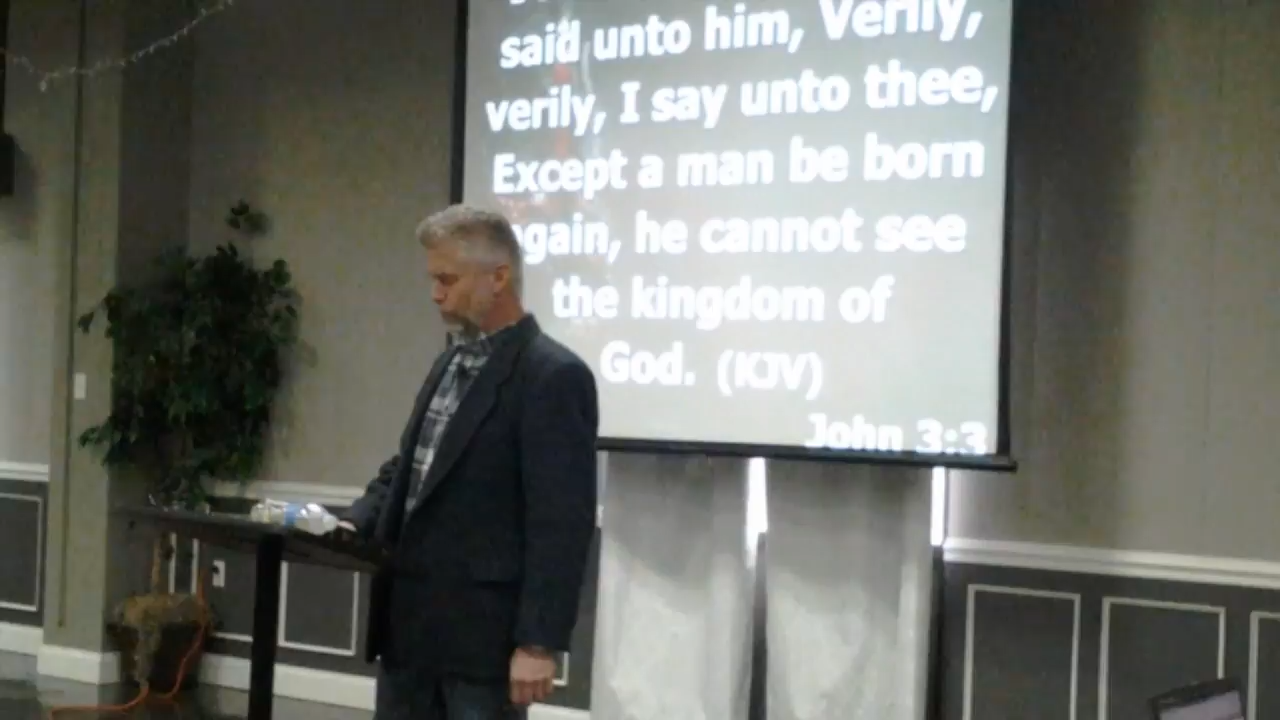 said unto him, Verily,
verily, I say unto thee,
Except a man be born
again, he cannot see
the kingdom of
God. (KJV)
John 3:3